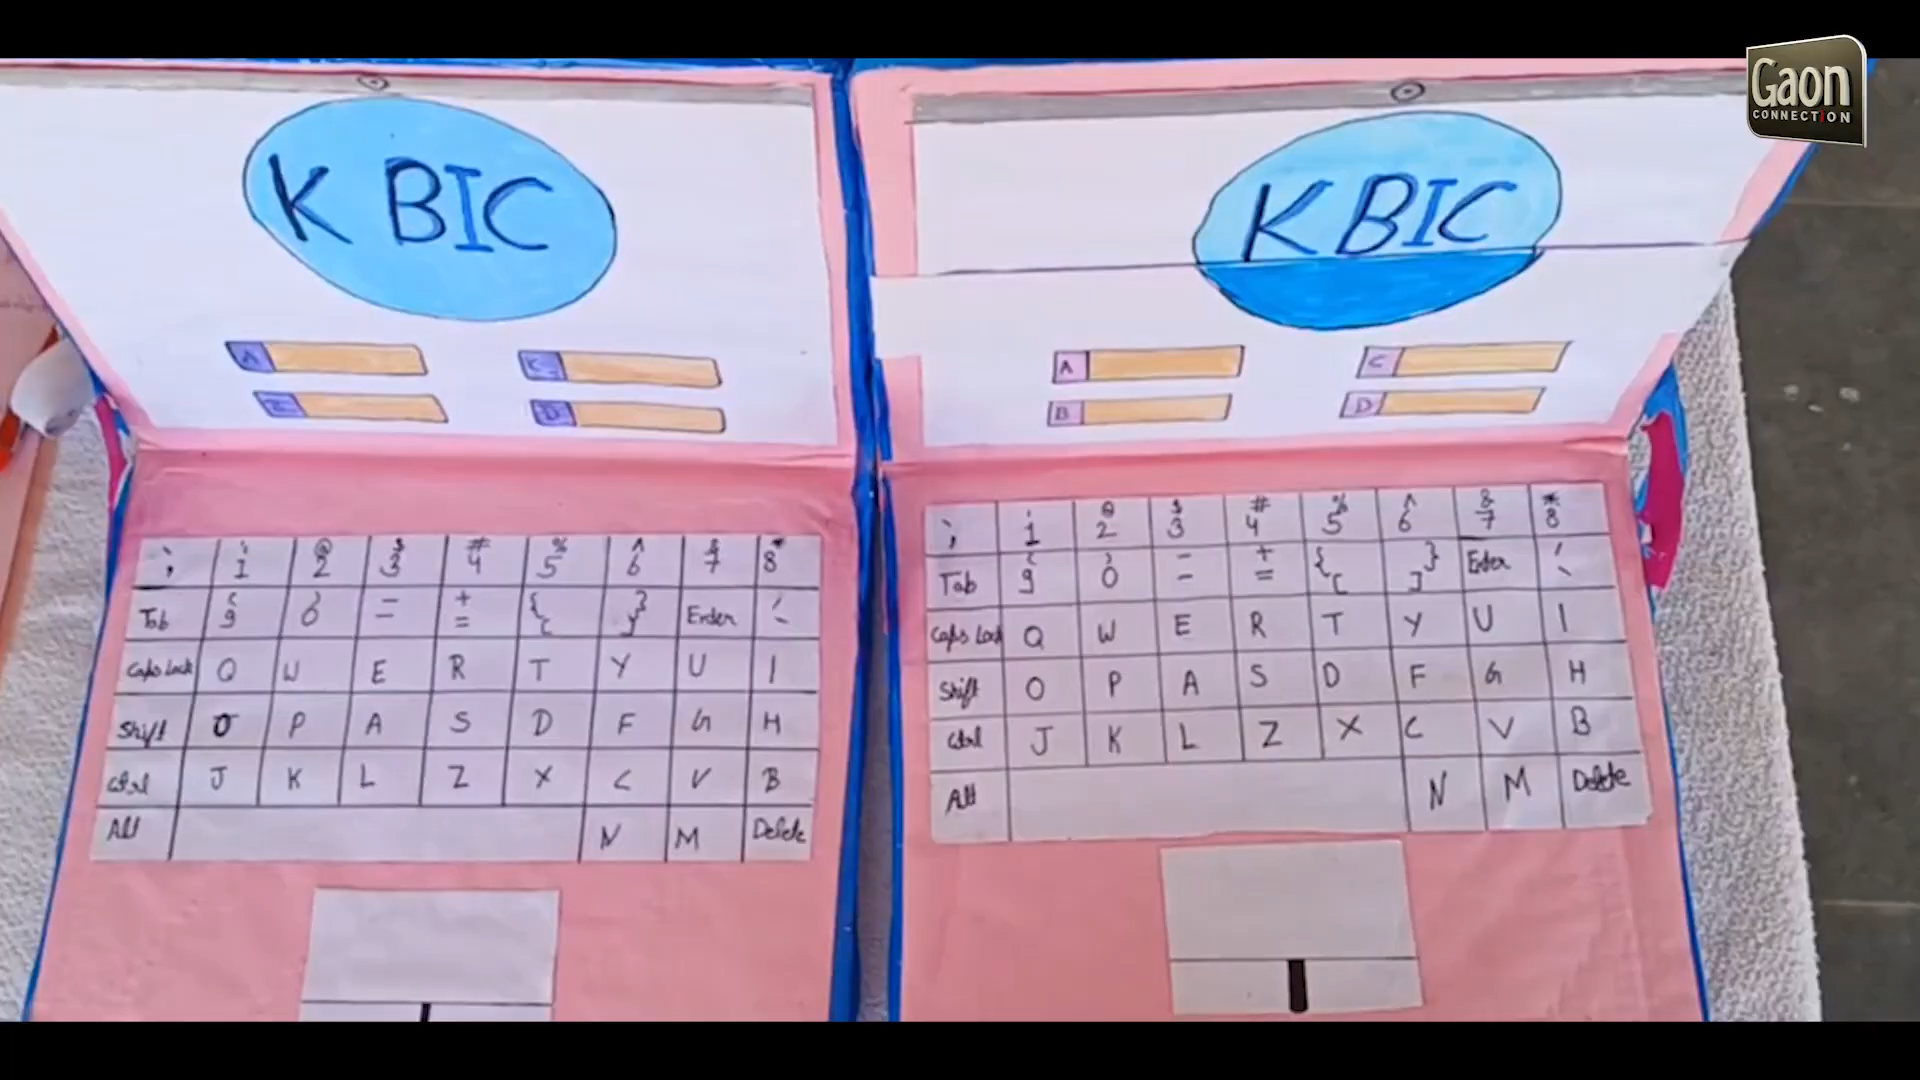 Gaon
CONNECTION
K BIC
A
C
D
; 1 @ 2 $ 3 # 4 % 5 ^ 6 & 7 * 8
Tab ( 9 ) 0 _ - + = { [ } ] Enter
Caps Lock Q W E R T Y U I
Shift O P A S D F G H
Ctrl J K L Z X C V B
Alt N M Delete
K BIC
A C
B D
; 1 @ 2 $ 3 # 4 % 5 ^ 6 & 7 * 8
Tab ( 9 ) 0 _ - + = { [ } ] Enter
Caps Lock Q W E R T Y U I
Shift O P A S D F G H
Ctrl J K L Z X C V B
Alt N M Delete